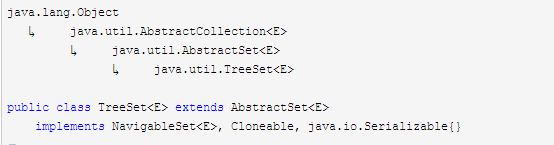 java.lang.Object
↳ java.util.AbstractCollection<E>
↳ java.util.AbstractSet<E>
↳ java.util.TreeSet<E>
public class TreeSet<E> extends AbstractSet<E>
implements NavigableSet<E>, Cloneable, java.io.Serializable{}